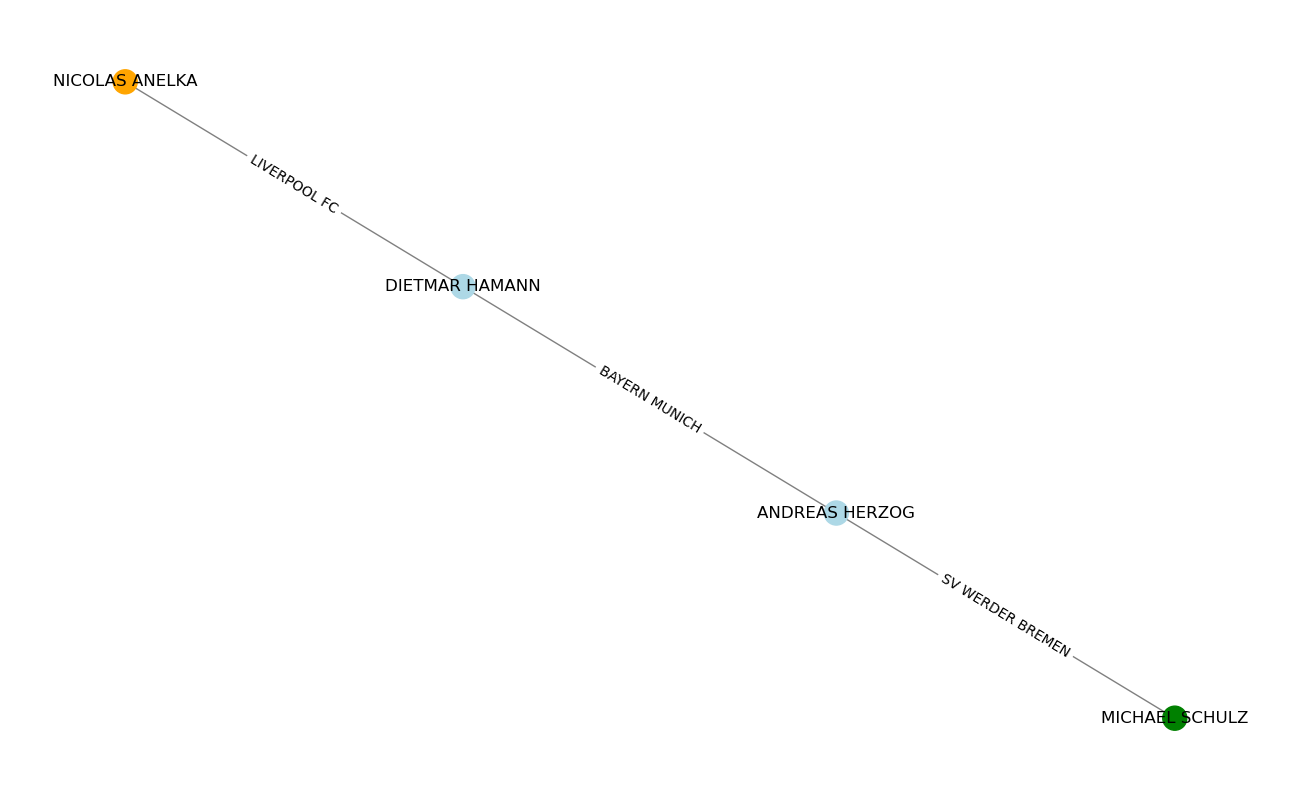 NICOLAS ANELKA
LIVERPOOL FC
DIETMAR HAMANN
BAYERN MUNICH
ANDREAS HERZOG
SV WERDER BREMEN
MICHAEL SCHULZ